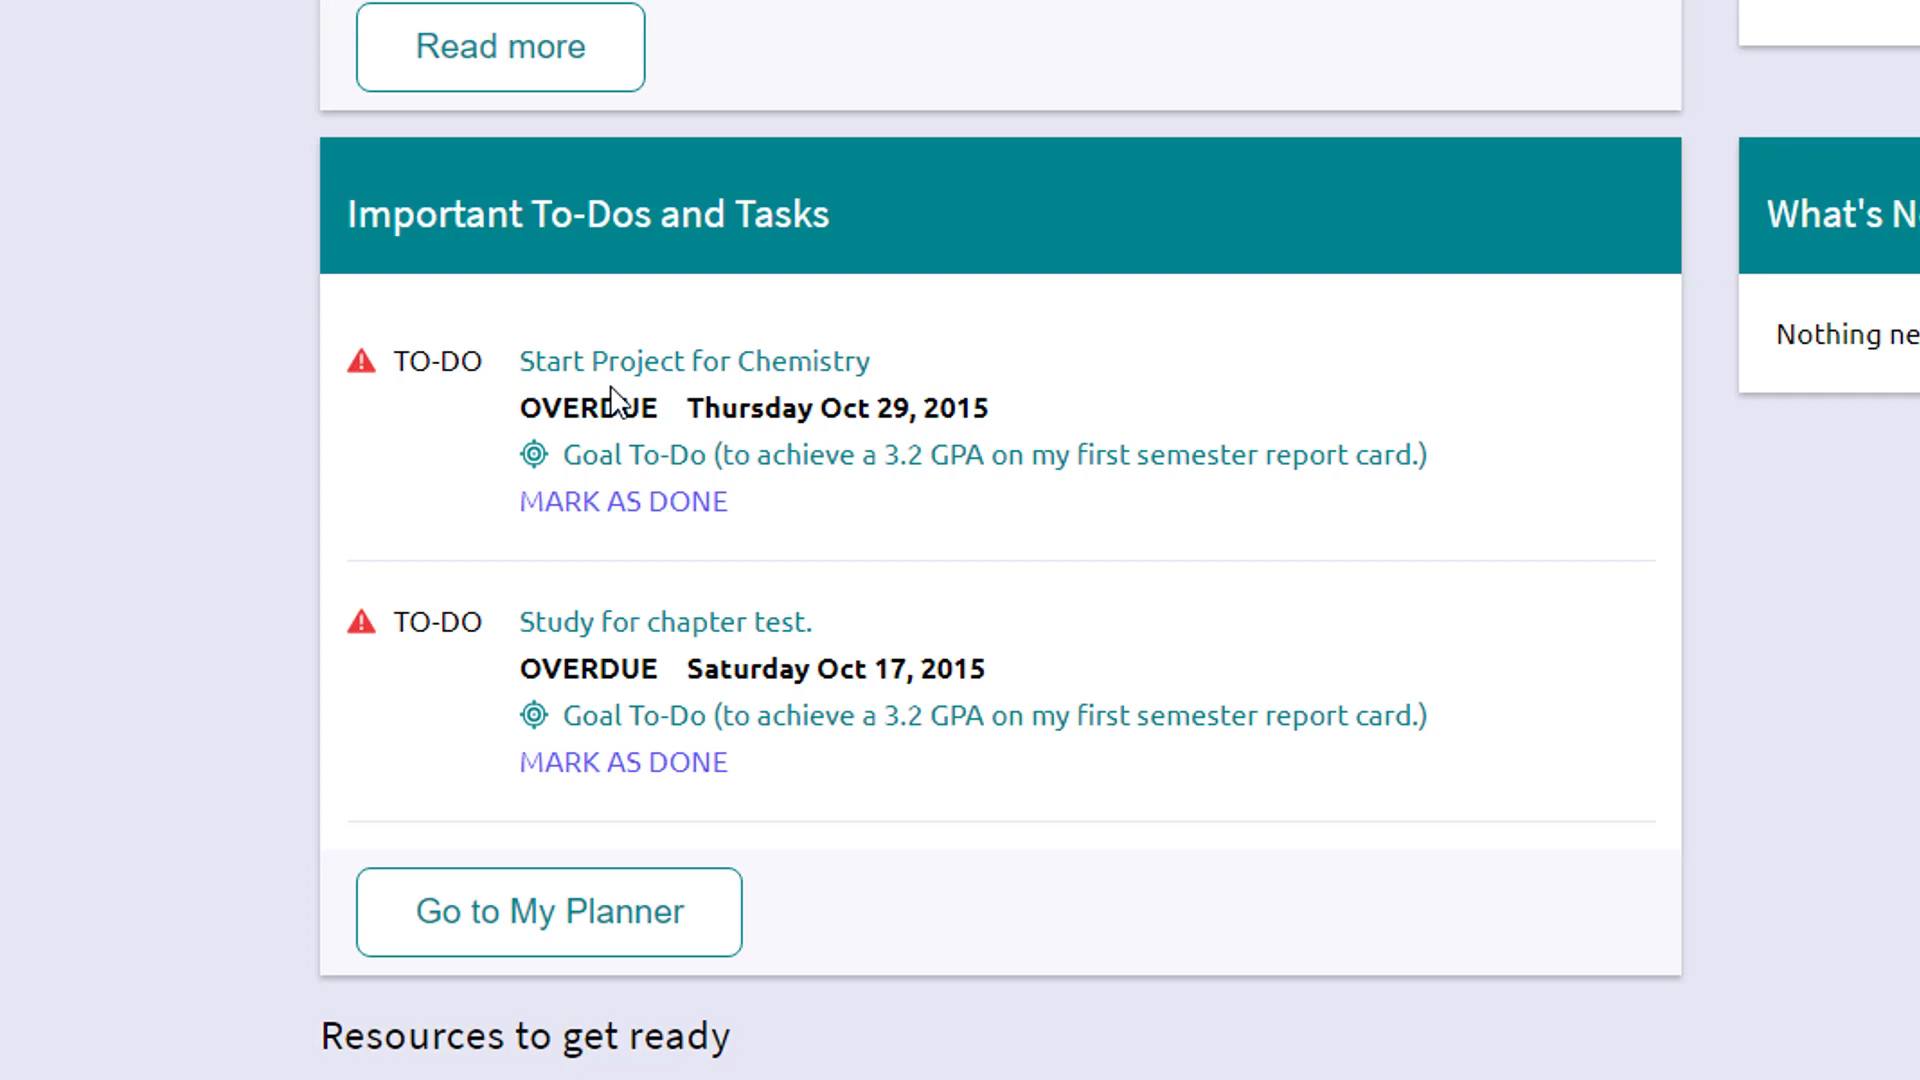 Read more
Important To-Dos and Tasks
TO-DO Start Project for Chemistry
OVERDUE Thursday Oct 29, 2015
Goal To-Do (to achieve a 3.2 GPA on my first semester report card.)
MARK AS DONE
TO-DO Study for chapter test.
OVERDUE Saturday Oct 17, 2015
Goal To-Do (to achieve a 3.2 GPA on my first semester report card.)
MARK AS DONE
Go to My Planner
Resources to get ready
What's
Nothing